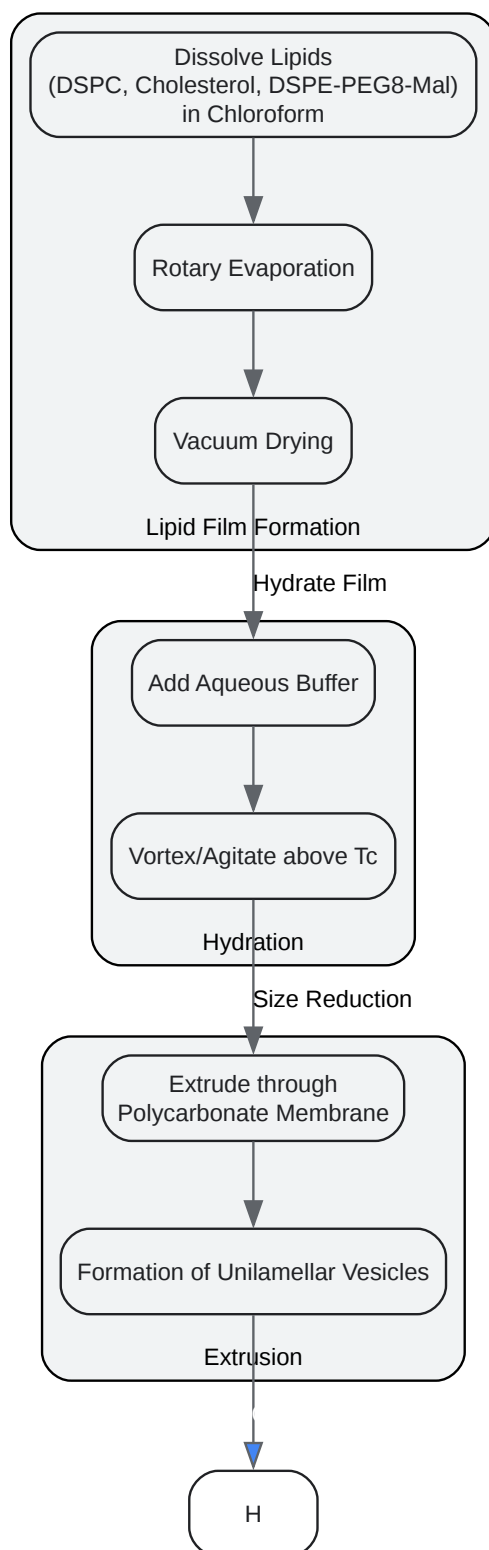 Dissolve Lipids
(DSPC, Cholesterol, DSPE-PEG8-Mal)
in Chloroform
Rotary Evaporation
Vacuum Drying
Lipid Film Formation
Hydrate Film
Add Aqueous Buffer
Vortex/Agitate above Tc
Hydration
Size Reduction
Extrude through
Polycarbonate Membrane
Formation of Unilamellar Vesicles
Extrusion
H